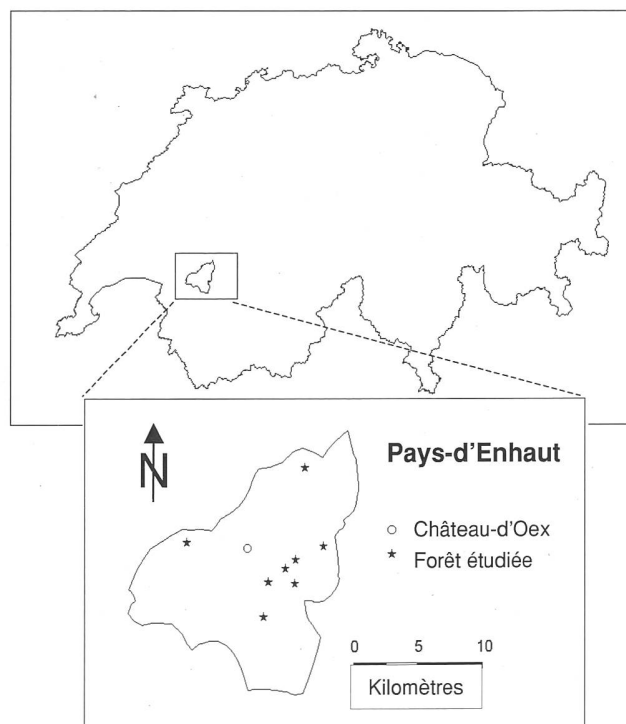 N
Pays-d'Enhaut
Château-d'Oex
Forêt étudiée
0 5 10
Kilomètres